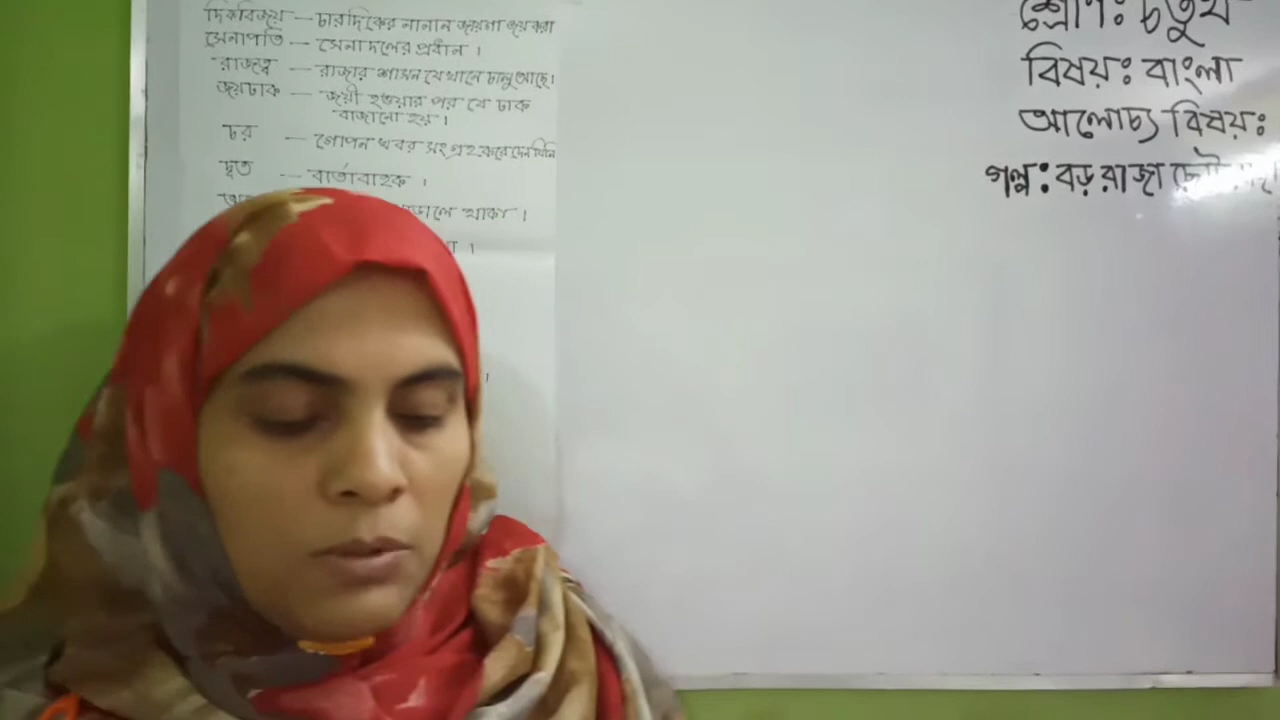 দিকবিজয় — চারদিকের নানান জায়গা জয় করা
সেনাপতি — সেনাদলের প্রধান ।
রাজত্ব — রাজার শাসন যেখানে চালু আছে।
জয়ঢাক — জয়ী হওয়ার পর যে ঢাক
বাজানো হয় ।
চর — গোপন খবর সংগ্রহ করে দেন যিনি
দূত — বার্তাবাহক ।
থাকা ।
শ্রেণি: চতুর্থ
বিষয়: বাংলা
আলোচ্য বিষয়:
গল্প: বড় রাজা ছোট রাজা